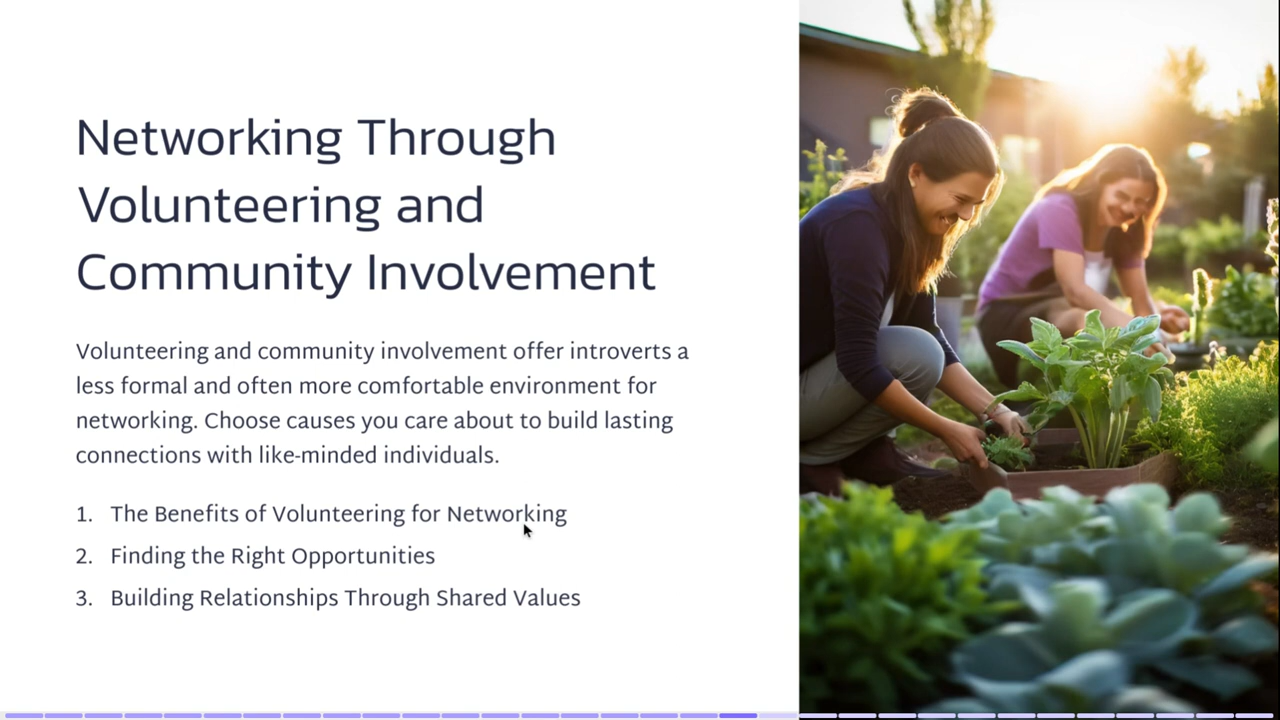 Networking Through
Volunteering and
Community Involvement
Volunteering and community involvement offer introverts a
less formal and often more comfortable environment for
networking. Choose causes you care about to build lasting
connections with like-minded individuals.
1. The Benefits of Volunteering for Networking
2. Finding the Right Opportunities
3. Building Relationships Through Shared Values